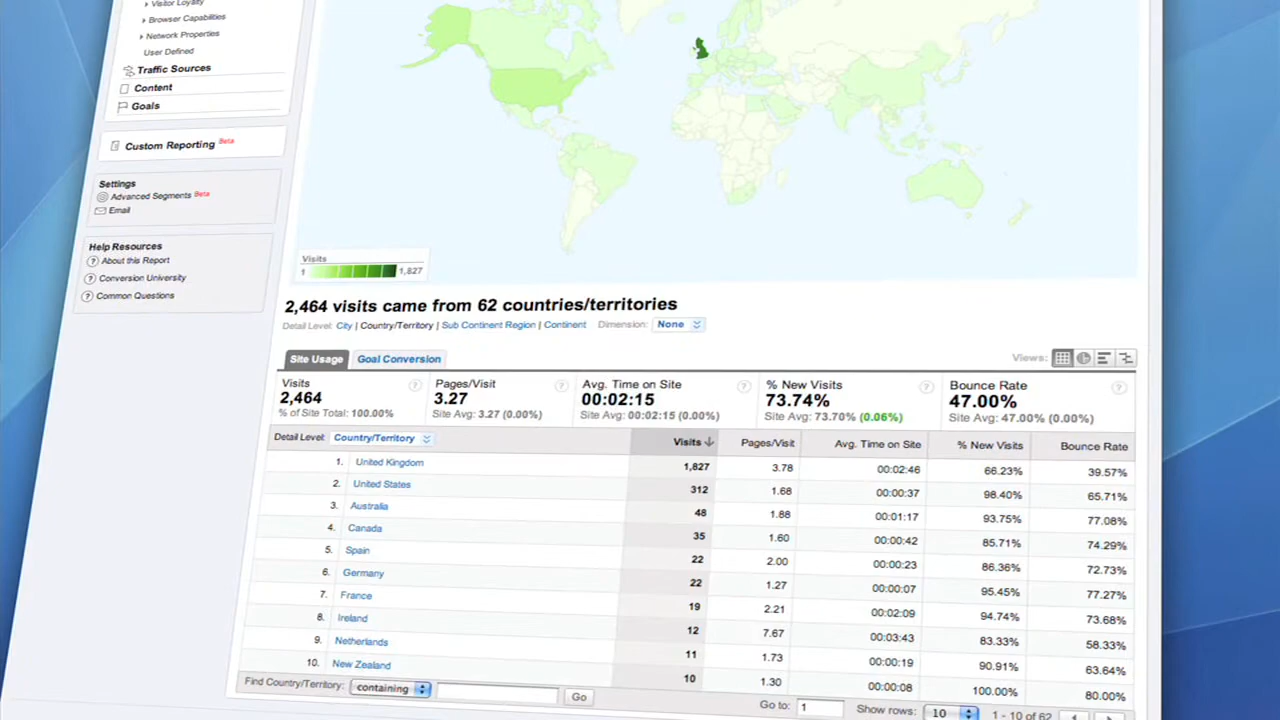 Visitor Loyalty
Browser Capabilities
Network Properties
User Defined
Traffic Sources
Content
Goals
Custom Reporting Beta
Settings
Advanced Segments Beta
Email
Help Resources
About this Report
Conversion University
Common Questions
Visits
1 1,827
2,464 visits came from 62 countries/territories
Detail Level: City | Country/Territory | Sub Continent Region | Continent Dimension: None
Site Usage Goal Conversion Views:
Visits ? Pages/Visit ? Avg. Time on Site ? % New Visits ? Bounce Rate ?
2,464 3.27 00:02:15 73.74% 47.00%
% of Site Total: 100.00% Site Avg: 3.27 (0.00%) Site Avg: 00:02:15 (0.00%) Site Avg: 73.70% (0.06%) Site Avg: 47.00% (0.00%)
Detail Level: Country/Territory Visits Pages/Visit Avg. Time on Site % New Visits Bounce Rate
1. United Kingdom 1,827 3.78 00:02:46 66.23% 39.57%
2. United States 312 1.68 00:00:37 98.40% 65.71%
3. Australia 48 1.88 00:01:17 93.75% 77.08%
4. Canada 35 1.60 00:00:42 85.71% 74.29%
5. Spain 22 2.00 00:00:23 86.36% 72.73%
6. Germany 22 1.27 00:00:07 95.45% 77.27%
7. France 19 2.21 00:02:09 94.74% 73.68%
8. Ireland 12 7.67 00:03:43 83.33% 58.33%
9. Netherlands 11 1.73 00:00:19 90.91% 63.64%
10. New Zealand 10 1.30 00:00:08 100.00% 80.00%
Find Country/Territory: containing Go Go to: 1 Show rows: 10 1 - 10 of 62